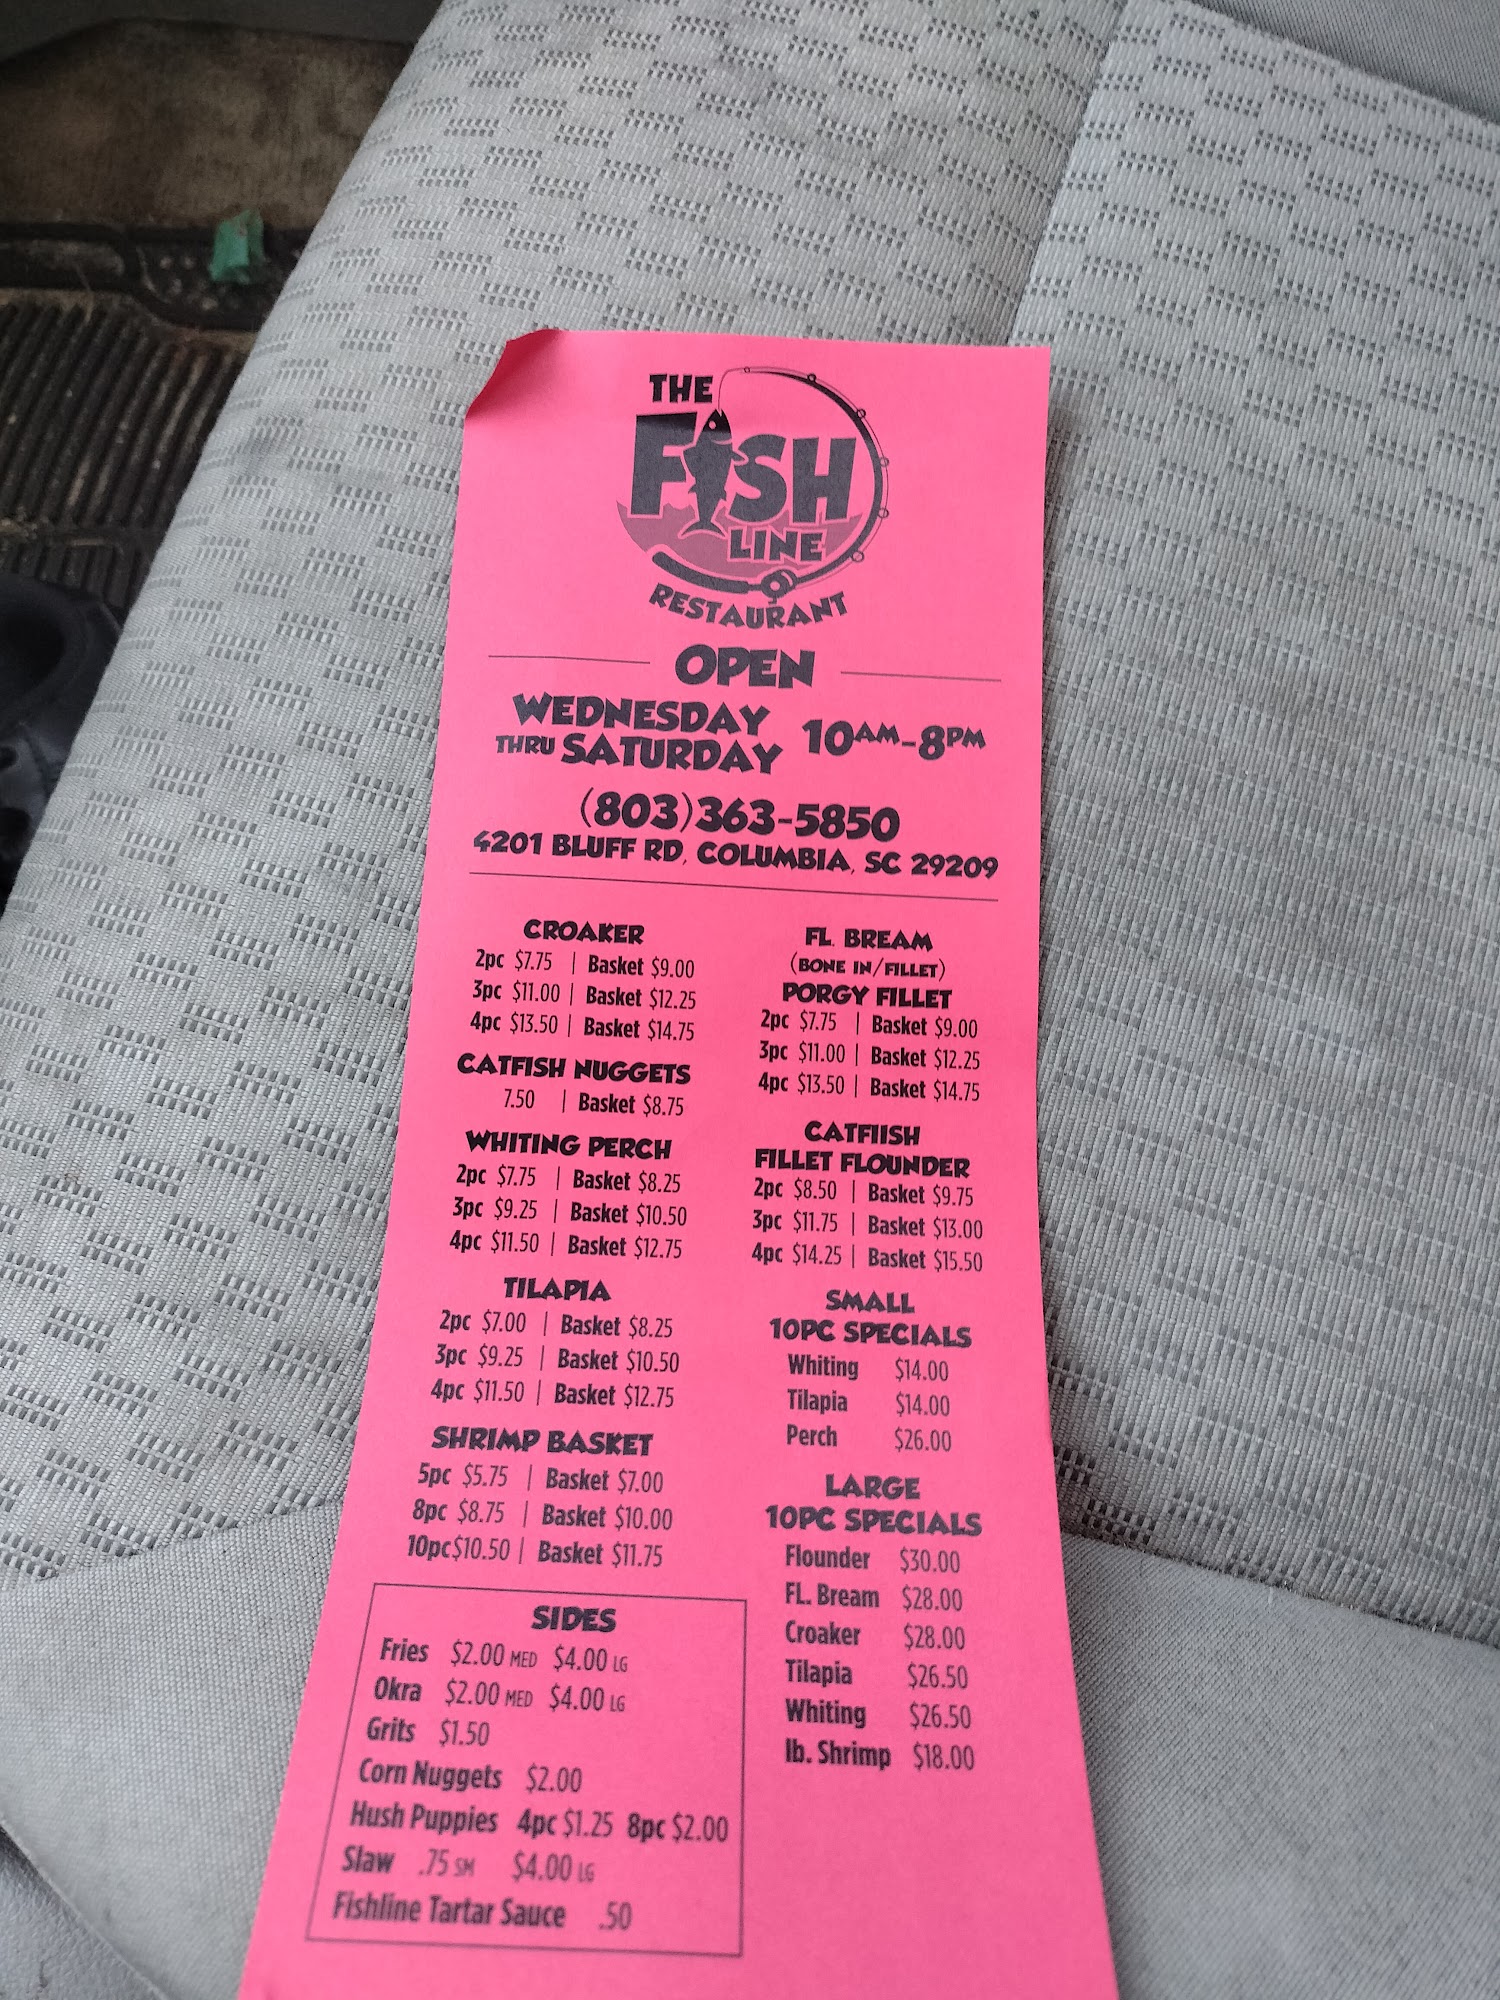 THE
FISH
LINE
RESTAURANT
OPEN
WEDNESDAY
THRU SATURDAY 10AM-8PM
(803)363-5850
4201 BLUFF RD, COLUMBIA, SC 29209
CROAKER
2pc $7.75 | Basket $9.00
3pc $11.00 | Basket $12.25
4pc $13.50 | Basket $14.75
CATFISH NUGGETS
7.50 | Basket $8.75
WHITING PERCH
2pc $7.75 | Basket $8.25
3pc $9.25 | Basket $10.50
4pc $11.50 | Basket $12.75
TILAPIA
2pc $7.00 | Basket $8.25
3pc $9.25 | Basket $10.50
4pc $11.50 | Basket $12.75
SHRIMP BASKET
5pc $5.75 | Basket $7.00
8pc $8.75 | Basket $10.00
10pc $10.50 | Basket $11.75
SIDES
Fries $2.00 MED $4.00 LG
Okra $2.00 MED $4.00 LG
Grits $1.50
Corn Nuggets $2.00
Hush Puppies 4pc $1.25 8pc $2.00
Slaw .75 SM $4.00 LG
Fishline Tartar Sauce .50
FL. BREAM
(BONE IN/FILLET)
PORGY FILLET
2pc $7.75 | Basket $9.00
3pc $11.00 | Basket $12.25
4pc $13.50 | Basket $14.75
CATFIISH
FILLET FLOUNDER
2pc $8.50 | Basket $9.75
3pc $11.75 | Basket $13.00
4pc $14.25 | Basket $15.50
SMALL
10PC SPECIALS
Whiting $14.00
Tilapia $14.00
Perch $26.00
LARGE
10PC SPECIALS
Flounder $30.00
FL. Bream $28.00
Croaker $28.00
Tilapia $26.50
Whiting $26.50
lb. Shrimp $18.00